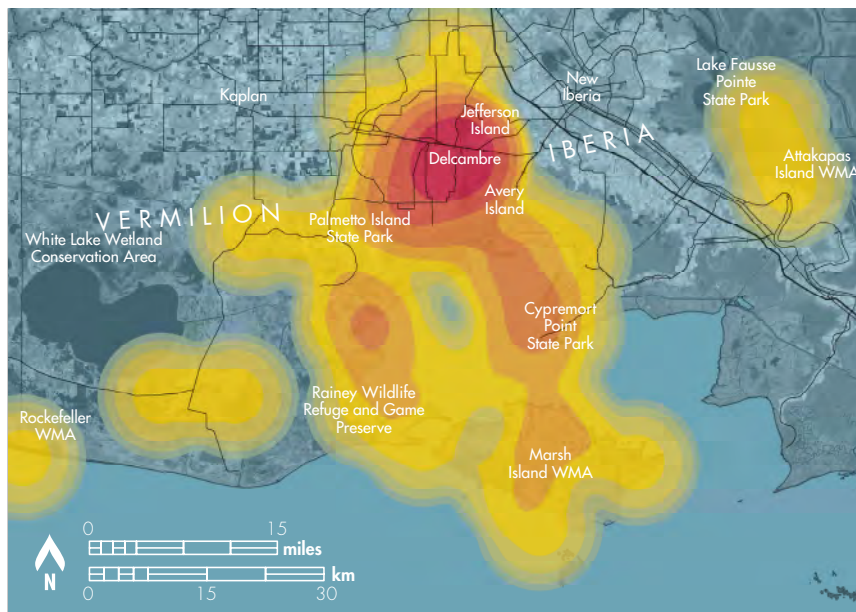 Lake Fausse
Pointe
State Park
New
Iberia
Kaplan
Jefferson
Island
IBERIA
Delcambre
Attakapas
Island WMA
Avery
Island
VERMILION
Palmetto Island
State Park
White Lake Wetland
Conservation Area
Cypremort
Point
State Park
Rainey Wildlife
Refuge and Game
Preserve
Rockefeller
WMA
Marsh
Island WMA
0 15
miles
km
0 15 30
N